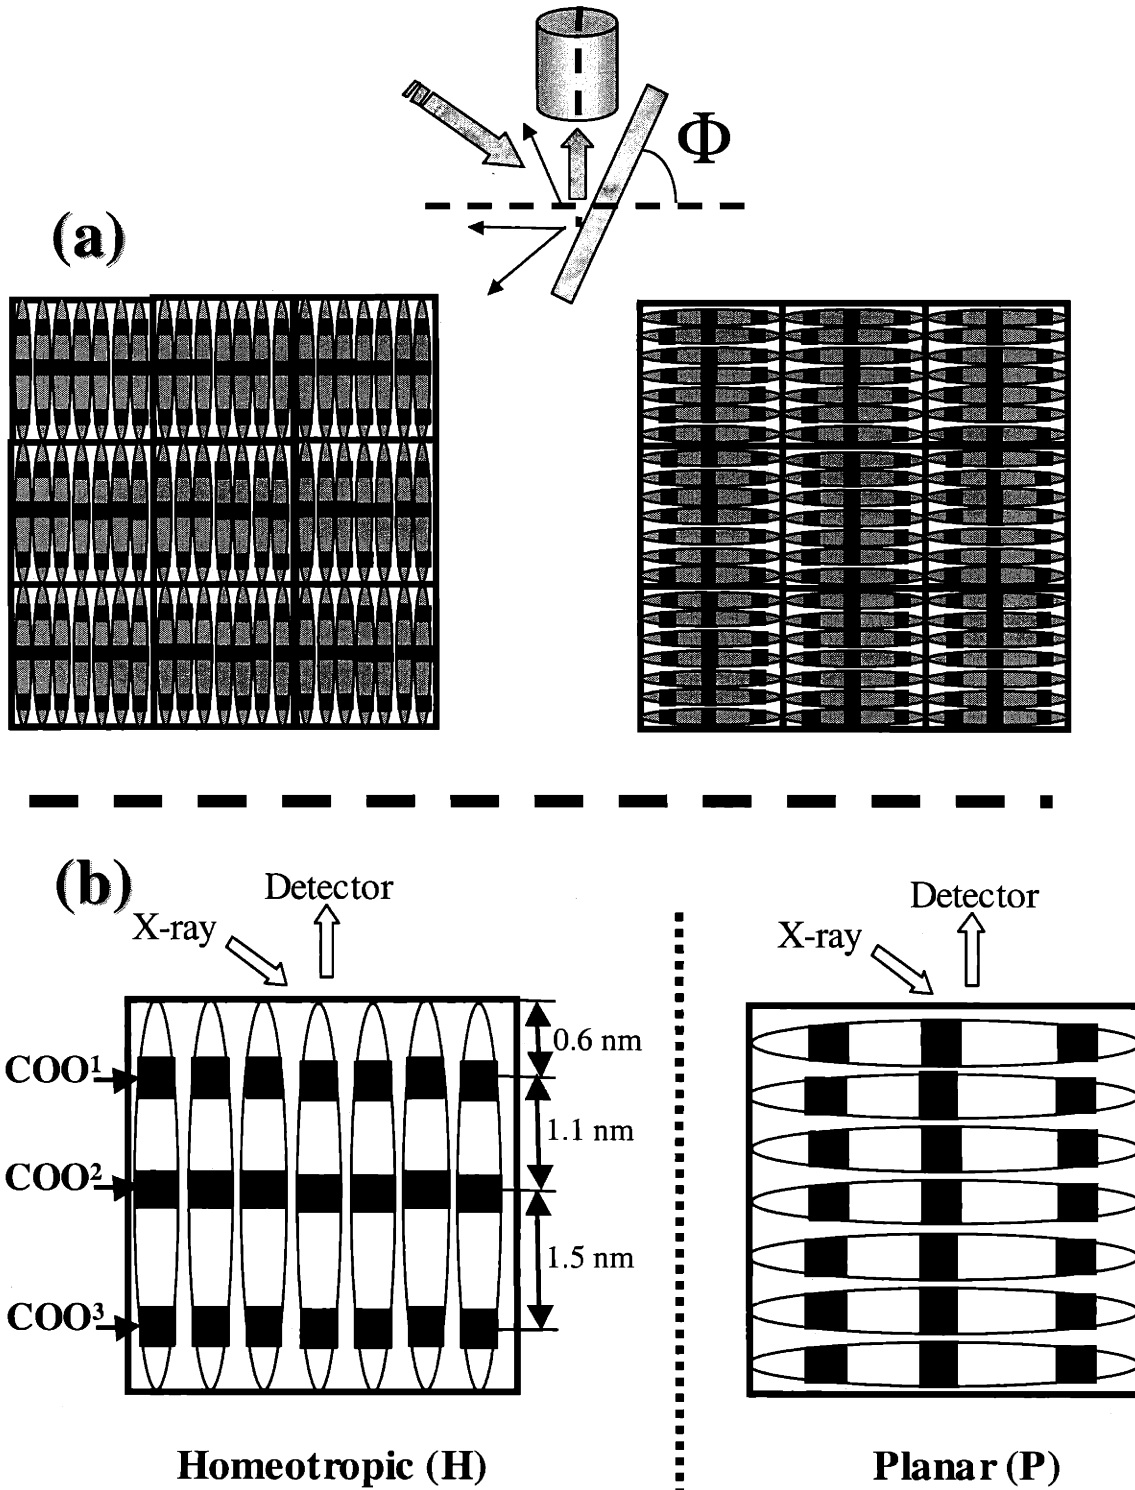 Φ
(a)
(b)
Detector
X-ray
0.6 nm
COO¹
1.1 nm
COO²
1.5 nm
COO³
Homeotropic (H)
Detector
X-ray
Planar (P)